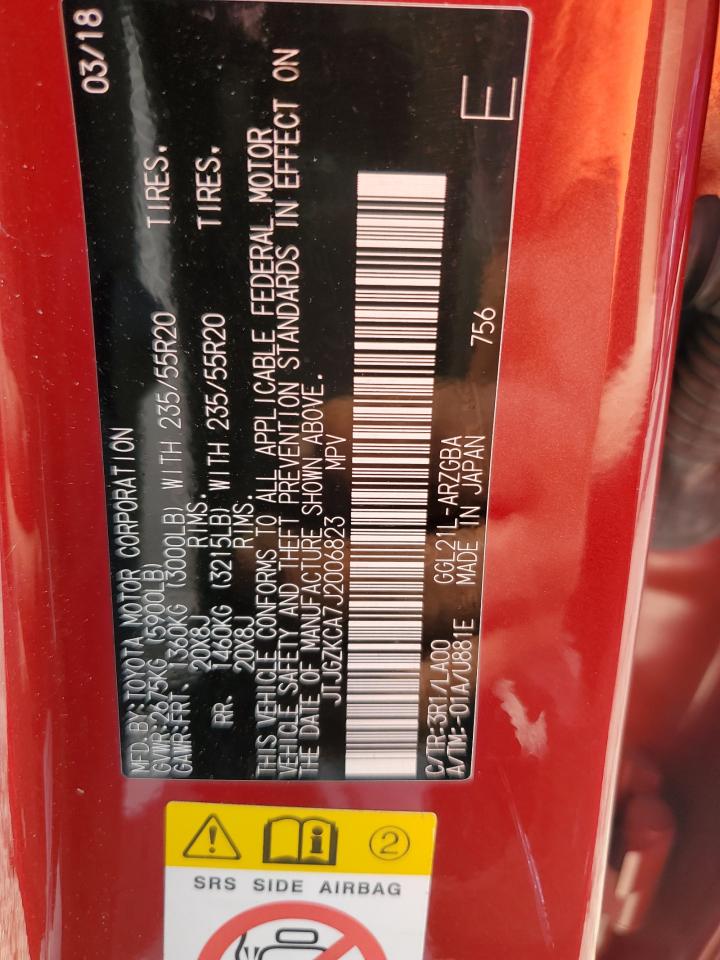 MFD.BY:TOYOTA MOTOR CORPORATION 03/18
GVWR:2675KG (5900LB)
GAWR:FRT. 1360KG (3000LB) WITH 235/55R20 TIRES.
20X8J RIMS.
RR. 1460KG (3215LB) WITH 235/55R20 TIRES.
20X8J RIMS.
THIS VEHICLE CONFORMS TO ALL APPLICABLE FEDERAL MOTOR
VEHICLE SAFETY AND THEFT PREVENTION STANDARDS IN EFFECT ON
THE DATE OF MANUFACTURE SHOWN ABOVE.
JTJGZKCA7J2006823 MPV
C/TR:3R1/LA00 GGL21L-ARZGBA
A/TM:-01A/U881E MADE IN JAPAN 756 E
2
SRS SIDE AIRBAG